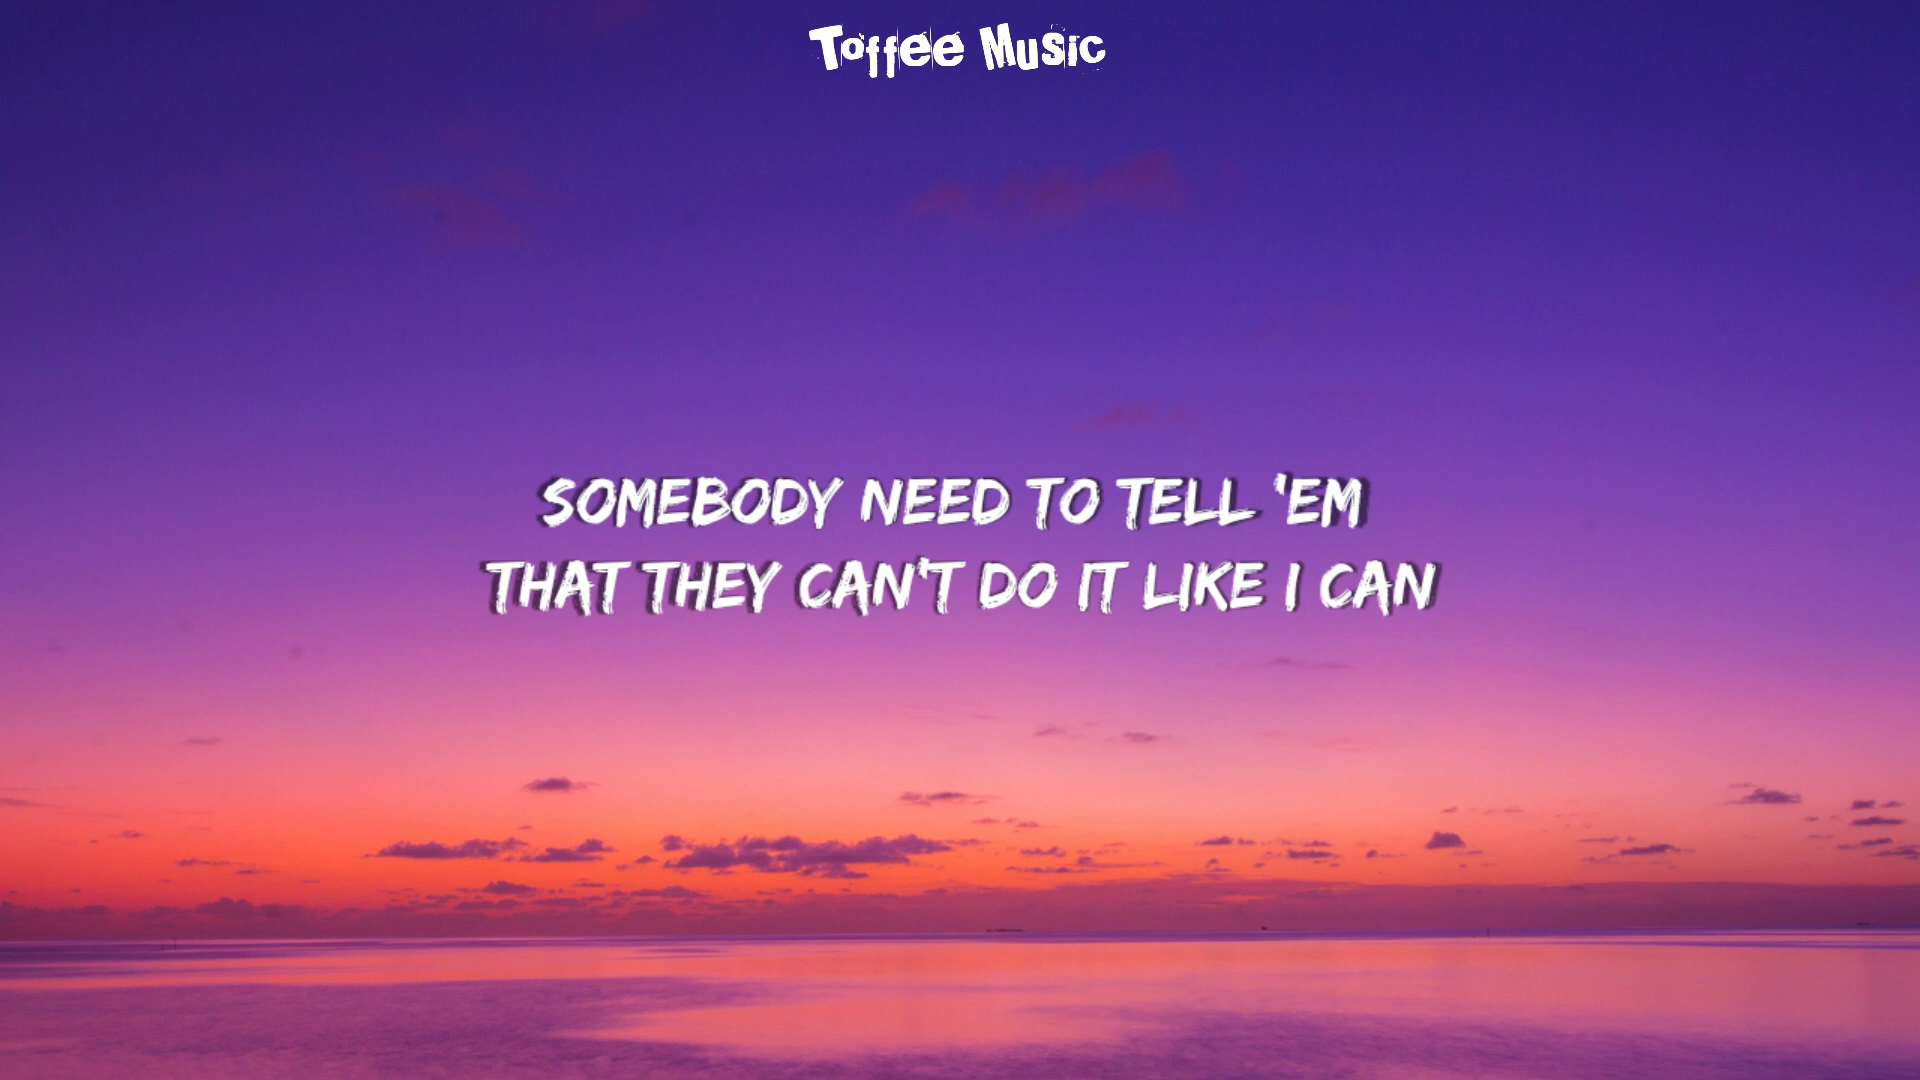 Toffee Music
SOMEBODY NEED TO TELL 'EM
THAT THEY CAN'T DO IT LIKE I CAN